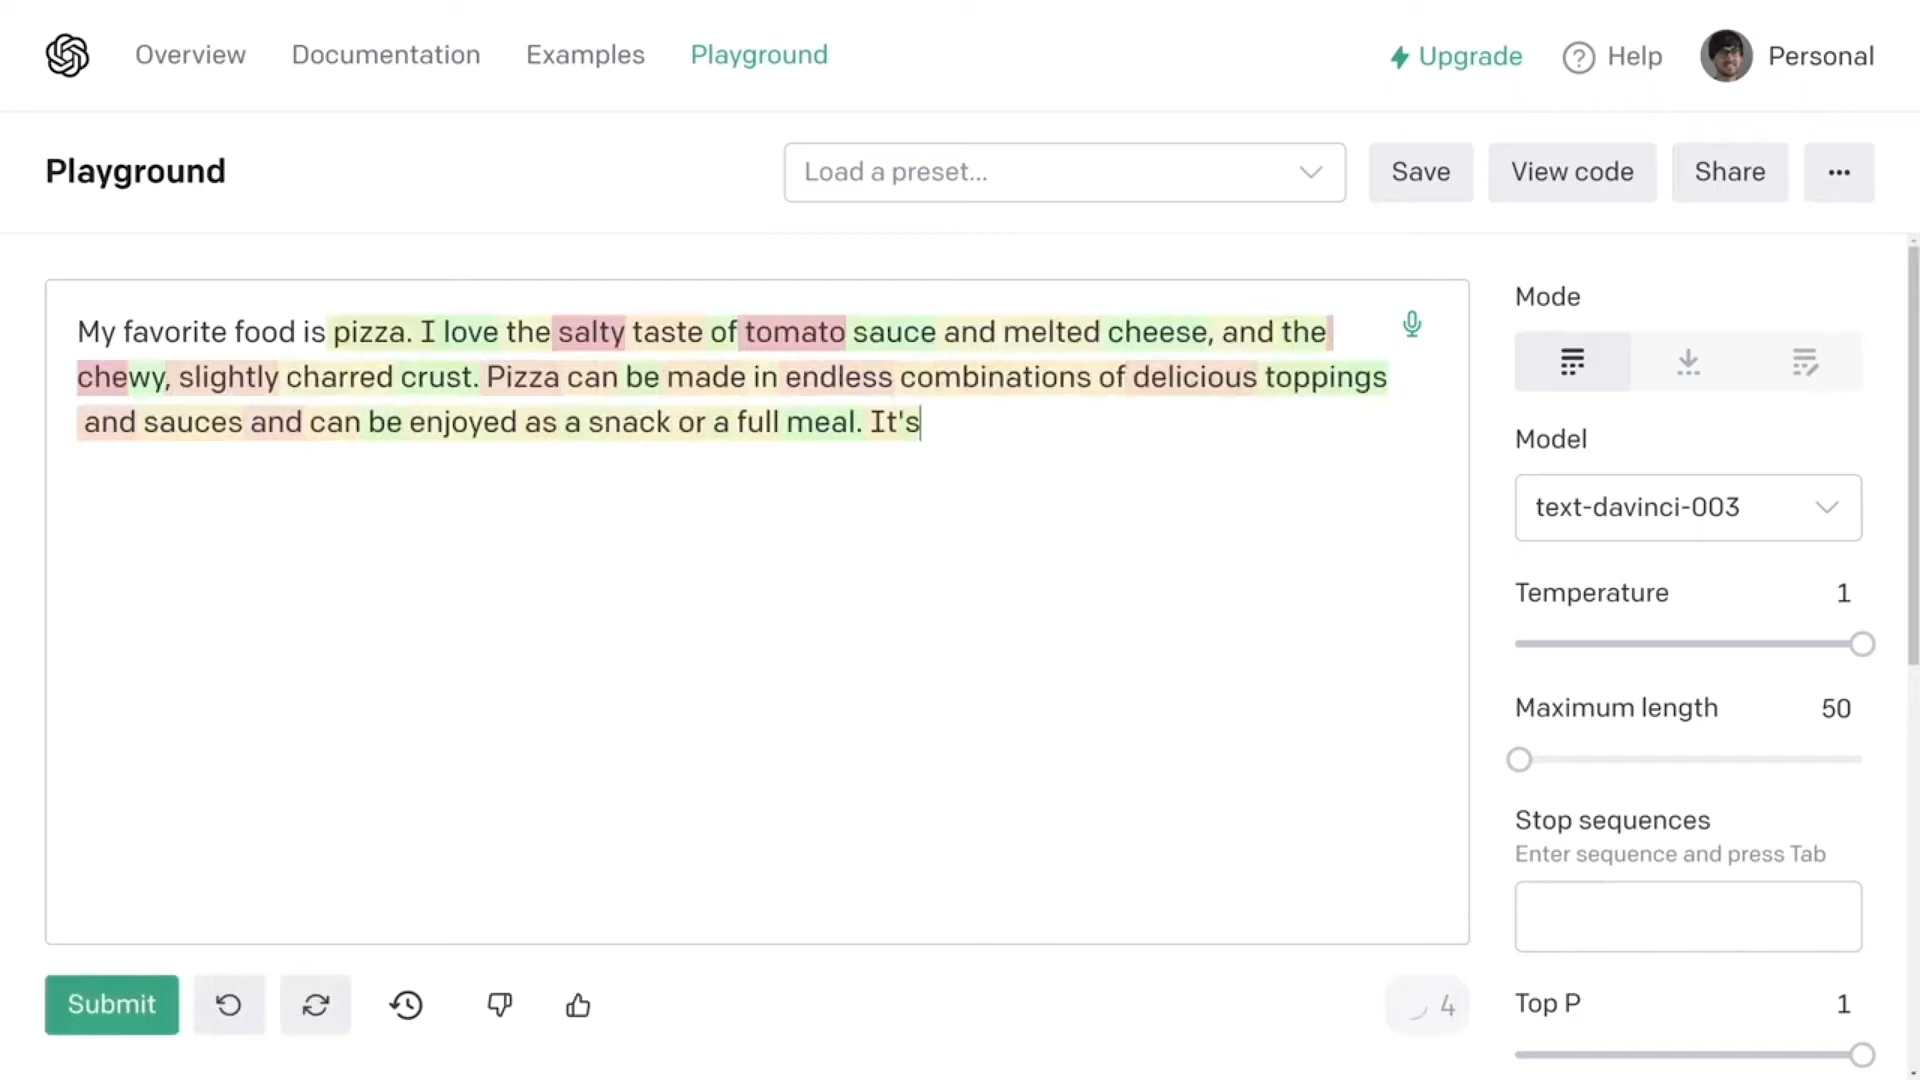 Overview Documentation Examples Playground Upgrade Help Personal
Playground Load a preset... Save View code Share
My favorite food is pizza. I love the salty taste of tomato sauce and melted cheese, and the
chewy, slightly charred crust. Pizza can be made in endless combinations of delicious toppings
and sauces and can be enjoyed as a snack or a full meal. It's
Mode
Model
text-davinci-003
Temperature 1
Maximum length 50
Stop sequences
Enter sequence and press Tab
Submit 4
Top P 1